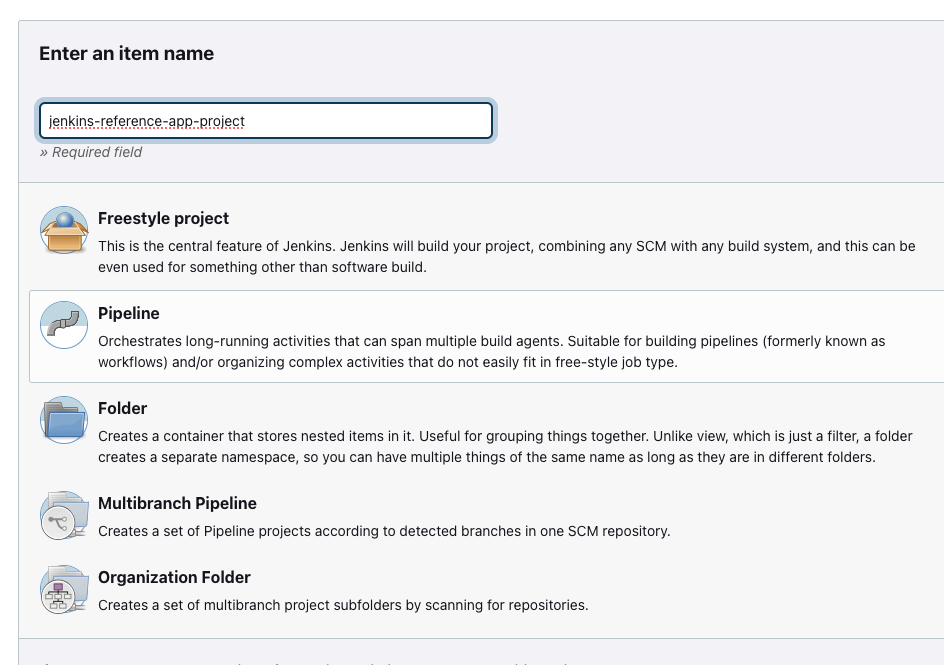 Enter an item name
jenkins-reference-app-project
» Required field
Freestyle project
This is the central feature of Jenkins. Jenkins will build your project, combining any SCM with any build system, and this can be
even used for something other than software build.
Pipeline
Orchestrates long-running activities that can span multiple build agents. Suitable for building pipelines (formerly known as
workflows) and/or organizing complex activities that do not easily fit in free-style job type.
Folder
Creates a container that stores nested items in it. Useful for grouping things together. Unlike view, which is just a filter, a folder
creates a separate namespace, so you can have multiple things of the same name as long as they are in different folders.
Multibranch Pipeline
Creates a set of Pipeline projects according to detected branches in one SCM repository.
Organization Folder
Creates a set of multibranch project subfolders by scanning for repositories.